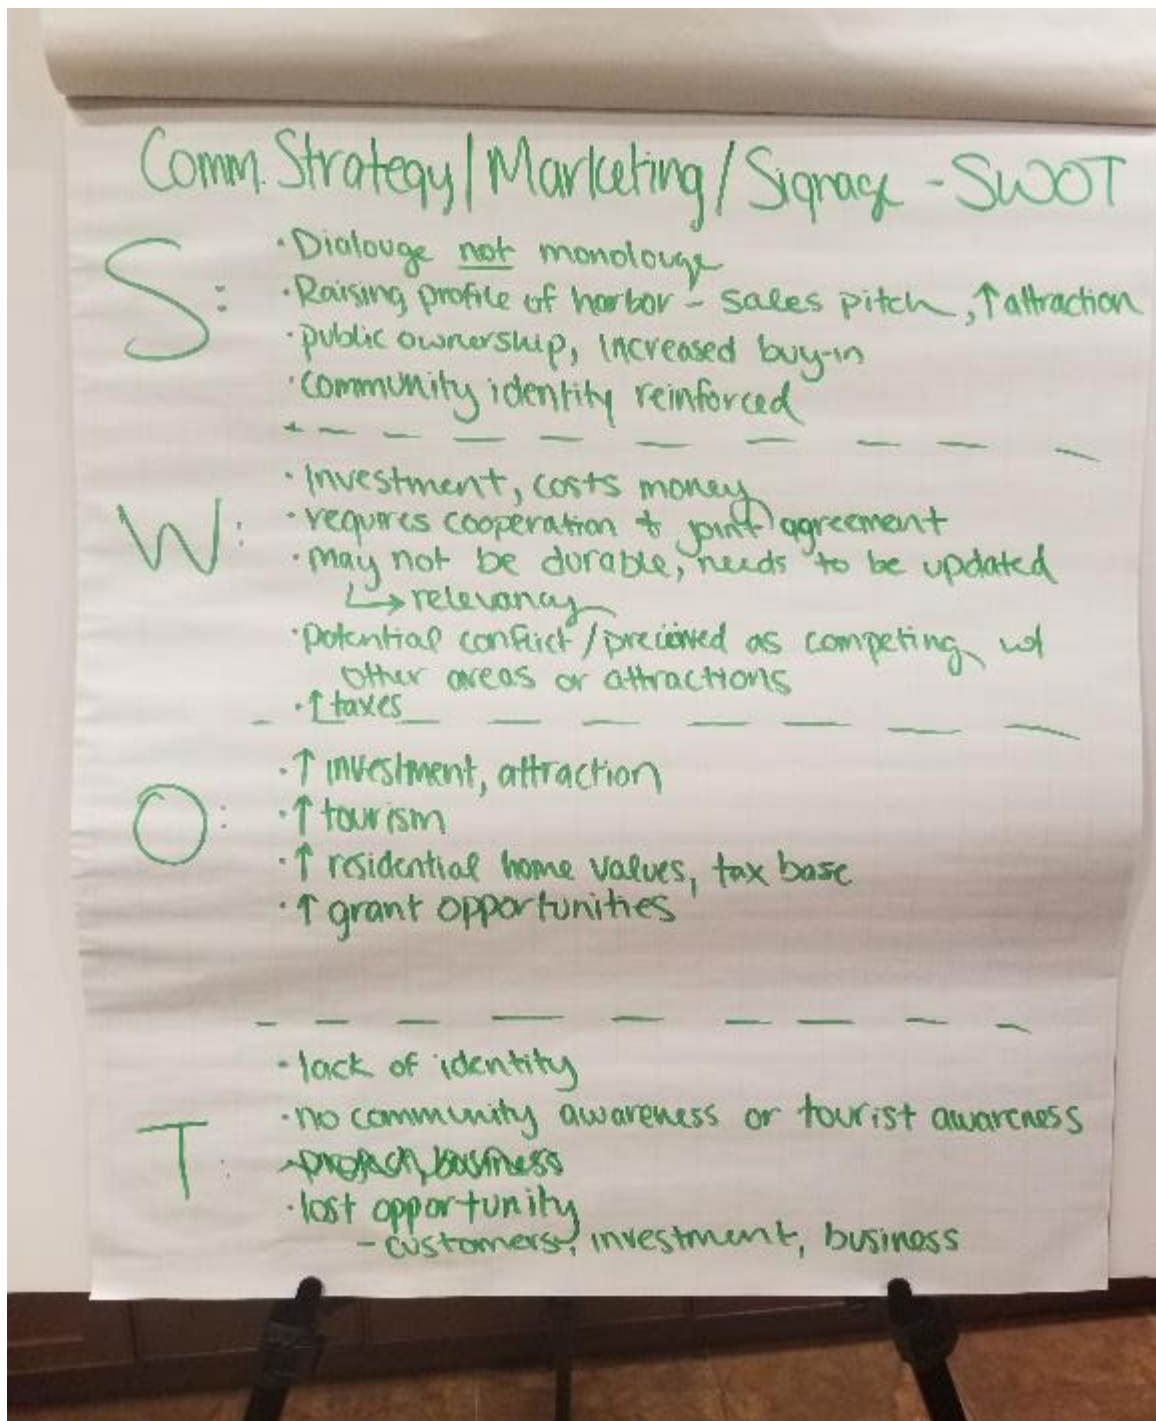 Comm. Strategy/Marketing/Signage - SWOT
S:
· Dialouge not monolouge
· Raising profile of harbor - sales pitch, ↑ attraction
· public ownership, increased buy-in
· community identity reinforced
W:
· Investment, costs money
· requires cooperation + joint agreement
· may not be durable, needs to be updated
↳ relevancy
· potential conflict / as competing w/
other areas or attractions
· ↑ taxes
O:
· ↑ investment, attraction
· ↑ tourism
· ↑ residential home values, tax base
· ↑ grant opportunities
T:
· lack of identity
· no community awareness or tourist awareness
business
· lost opportunity
- customers, investment, business